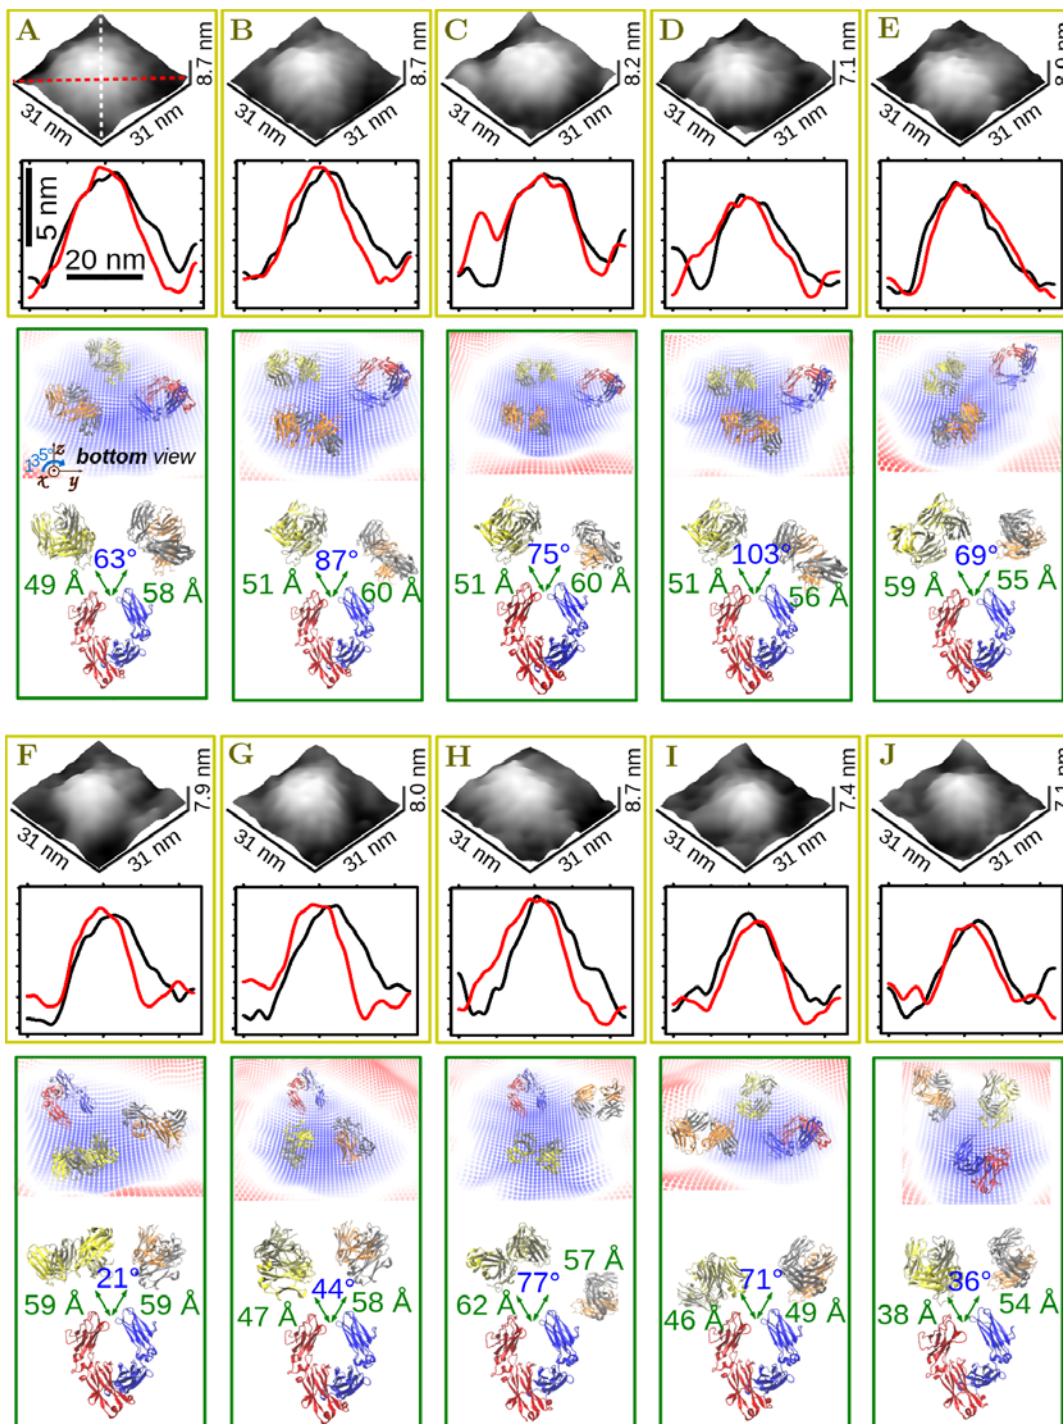 A B C D E
8.7 nm 8.7 nm 8.2 nm 7.1 nm
31 nm 31 nm 31 nm 31 nm 31 nm 31 nm 31 nm 31 nm 31 nm 31 nm
5 nm
20 nm
135° z
x y
bottom view
63° 87° 75° 103° 69°
49 Å 58 Å 51 Å 60 Å 51 Å 60 Å 51 Å 56 Å 59 Å 55 Å
F G H I J
7.9 nm 8.0 nm 8.7 nm 7.4 nm 7.1 nm
31 nm 31 nm 31 nm 31 nm 31 nm 31 nm 31 nm 31 nm 31 nm 31 nm
57 Å
21° 44° 77° 71° 36°
59 Å 59 Å 47 Å 58 Å 62 Å 46 Å 49 Å 38 Å 54 Å